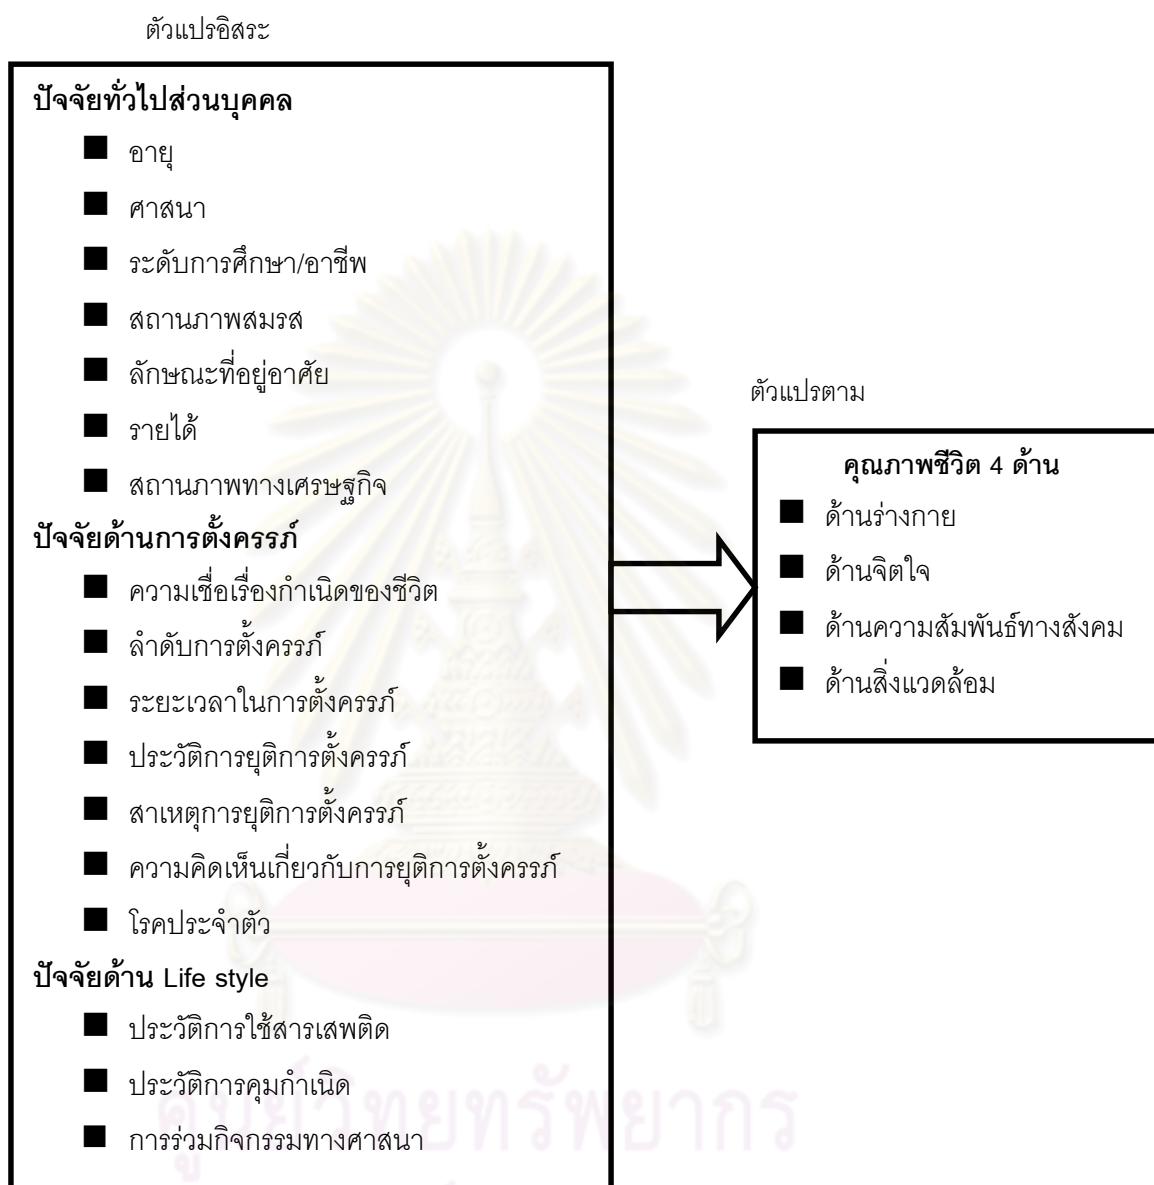 ตัวแปรอิสระ
ปัจจัยทั่วไปส่วนบุคคล
อายุ
ศาสนา
ระดับการศึกษา/อาชีพ
สถานภาพสมรส
ลักษณะที่อยู่อาศัย
รายได้
สถานภาพทางเศรษฐกิจ
ปัจจัยด้านการตั้งครรภ์
ความเชื่อเรื่องกำเนิดของชีวิต
ลำดับการตั้งครรภ์
ระยะเวลาในการตั้งครรภ์
ประวัติการยุติการตั้งครรภ์
สาเหตุการยุติการตั้งครรภ์
ความคิดเห็นเกี่ยวกับการยุติการตั้งครรภ์
โรคประจำตัว
ปัจจัยด้าน Life style
ประวัติการใช้สารเสพติด
ประวัติการคุมกำเนิด
การร่วมกิจกรรมทางศาสนา
ตัวแปรตาม
คุณภาพชีวิต 4 ด้าน
ด้านร่างกาย
ด้านจิตใจ
ด้านความสัมพันธ์ทางสังคม
ด้านสิ่งแวดล้อม
ศูนย์วิทยทรัพยากร